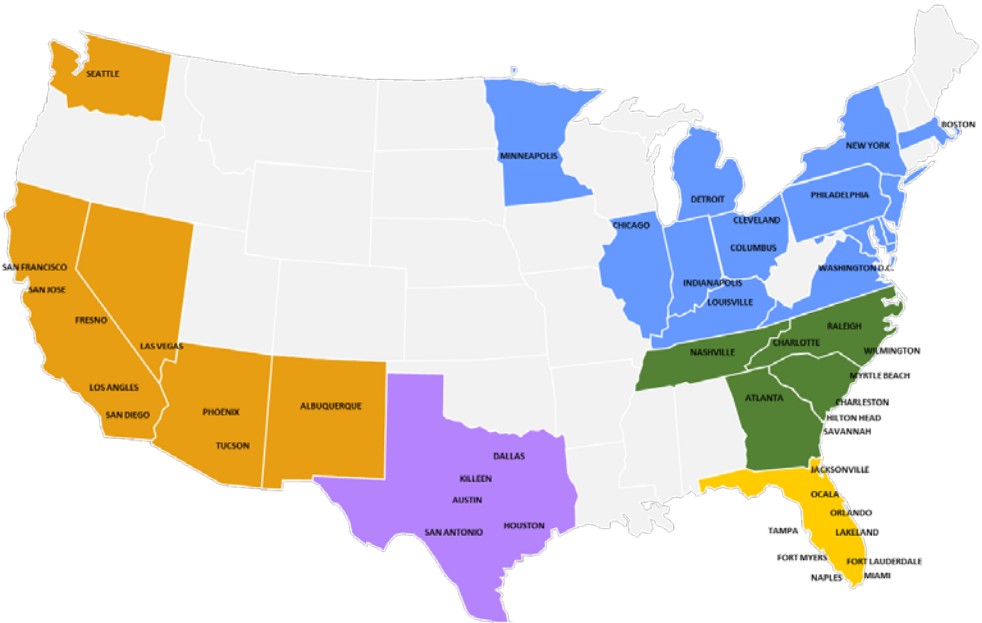 SEATTLE
MINNEAPOLIS
BOSTON
NEW YORK
DETROIT
PHILADELPHIA
CHICAGO
CLEVELAND
COLUMBUS
WASHINGTON D.C.
INDIANAPOLIS
LOUISVILLE
SAN FRANCISCO
SAN JOSE
FRESNO
LAS VEGAS
LOS ANGLES
SAN DIEGO
PHOENIX
TUCSON
ALBUQUERQUE
NASHVILLE
CHARLOTTE
RALEIGH
WILMINGTON
MYRTLE BEACH
ATLANTA
CHARLESTON
HILTON HEAD
SAVANNAH
DALLAS
KILLEEN
AUSTIN
SAN ANTONIO
HOUSTON
JACKSONVILLE
OCALA
ORLANDO
TAMPA
LAKELAND
FORT MYERS
FORT LAUDERDALE
NAPLES
MIAMI